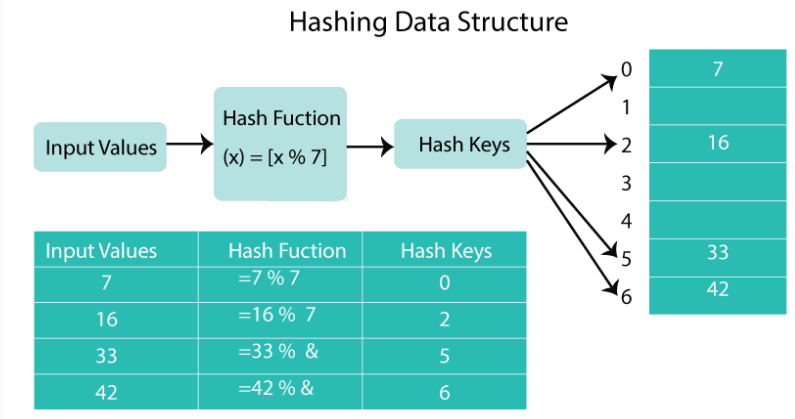 Hashing Data Structure
Input Values
Hash Fuction
(x) = [x % 7]
Hash Keys
0 7
1
2 16
3
4
5 33
6 42
Input Values Hash Fuction Hash Keys
7 =7 % 7 0
16 =16 % 7 2
33 =33 % & 5
42 =42 % & 6